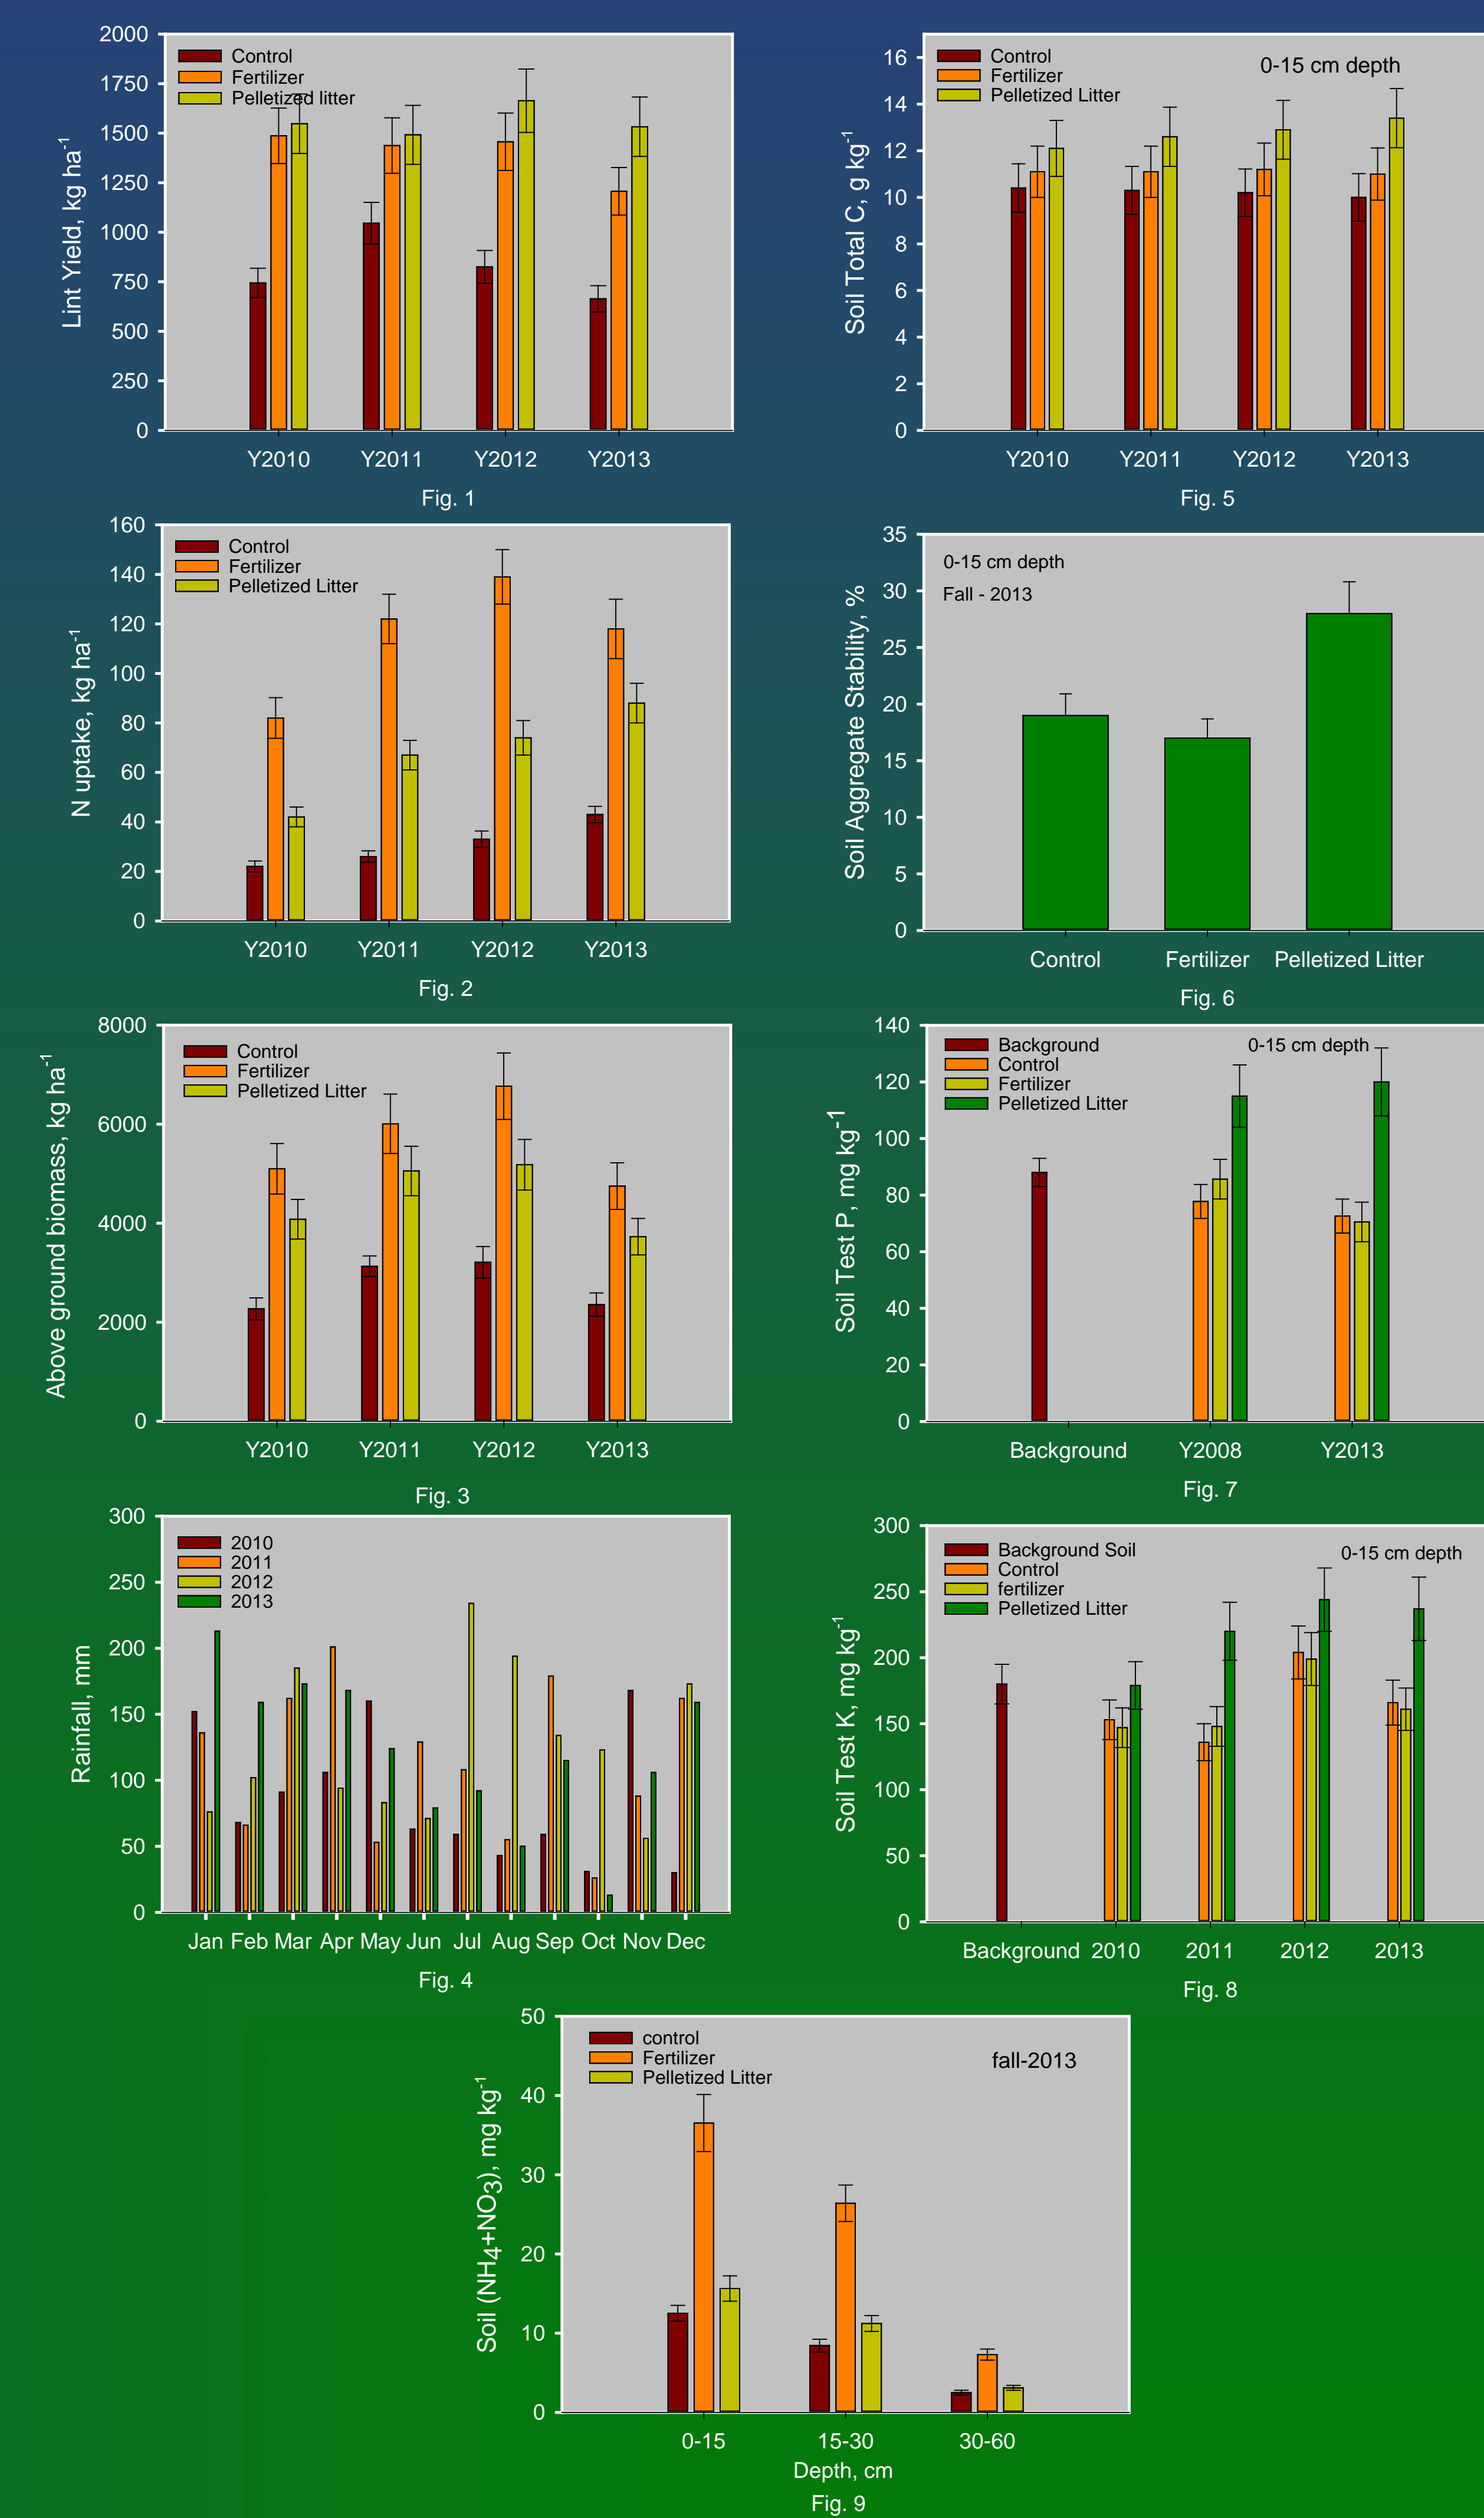 2000
1750
1500
1250
1000
750
500
250
0
Lint Yield, kg ha-1
Control
Fertilizer
Pelletized litter
Y2010 Y2011 Y2012 Y2013
Fig. 1
16
14
12
10
8
6
4
2
0
Soil Total C, g kg-1
Control
Fertilizer
Pelletized Litter
0-15 cm depth
Y2010 Y2011 Y2012 Y2013
Fig. 5
160
140
120
100
80
60
40
20
0
N uptake, kg ha-1
Control
Fertilizer
Pelletized Litter
Y2010 Y2011 Y2012 Y2013
Fig. 2
35
30
25
20
15
10
5
0
Soil Aggregate Stability, %
0-15 cm depth
Fall - 2013
Control Fertilizer Pelletized Litter
Fig. 6
8000
6000
4000
2000
0
Above ground biomass, kg ha-1
Control
Fertilizer
Pelletized Litter
Y2010 Y2011 Y2012 Y2013
Fig. 3
140
120
100
80
60
40
20
0
Soil Test P, mg kg-1
Background
Control
Fertilizer
Pelletized Litter
0-15 cm depth
Background Y2008 Y2013
Fig. 7
300
250
200
150
100
50
0
Rainfall, mm
2010
2011
2012
2013
Jan Feb Mar Apr May Jun Jul Aug Sep Oct Nov Dec
Fig. 4
300
250
200
150
100
50
0
Soil Test K, mg kg-1
Background Soil
Control
fertilizer
Pelletized Litter
0-15 cm depth
Background 2010 2011 2012 2013
Fig. 8
50
40
30
20
10
0
Soil (NH4+NO3), mg kg-1
control
Fertilizer
Pelletized Litter
fall-2013
0-15 15-30 30-60
Depth, cm
Fig. 9